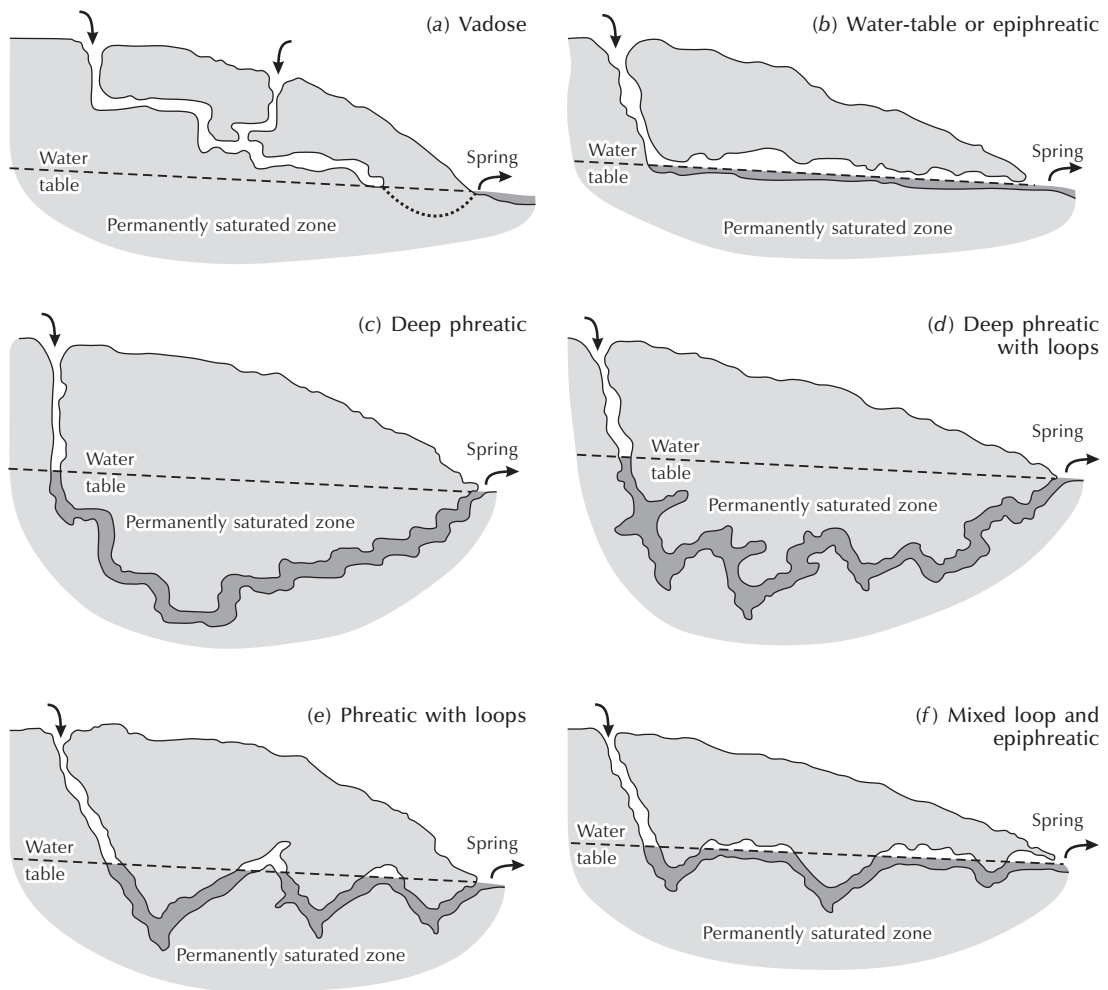 (a) Vadose
Water
table
Spring
Permanently saturated zone
(b) Water-table or epiphreatic
Water
table
Spring
Permanently saturated zone
(c) Deep phreatic
Spring
Water
table
Permanently saturated zone
(d) Deep phreatic
with loops
Spring
Water
table
Permanently saturated zone
(e) Phreatic with loops
Water
table
Spring
Permanently saturated zone
(f) Mixed loop and
epiphreatic
Water
table
Spring
Permanently saturated zone